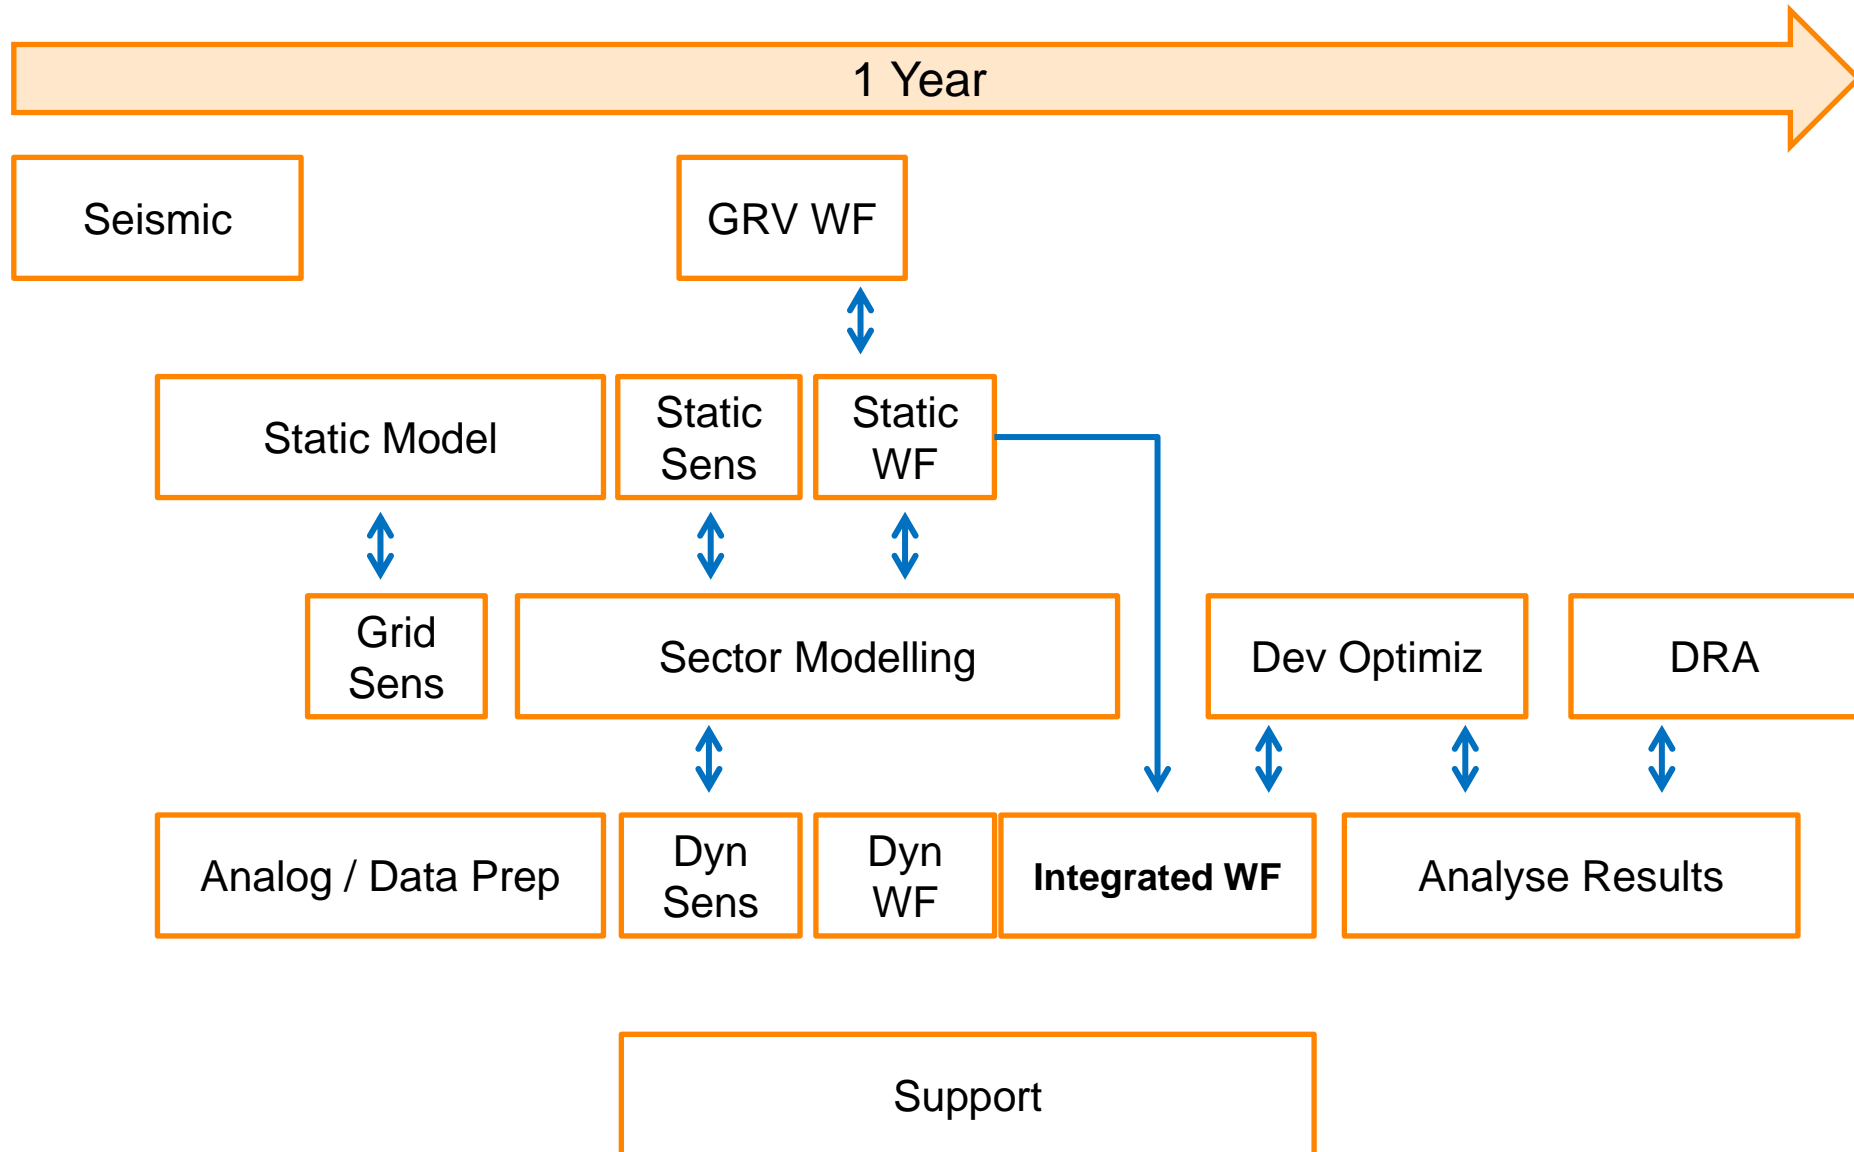 1 Year
Seismic
GRV WF
Static Model
Static
Sens
Static
WF
Grid
Sens
Sector Modelling
Dev Optimiz
DRA
Analog / Data Prep
Dyn
Sens
Dyn
WF
Integrated WF
Analyse Results
Support